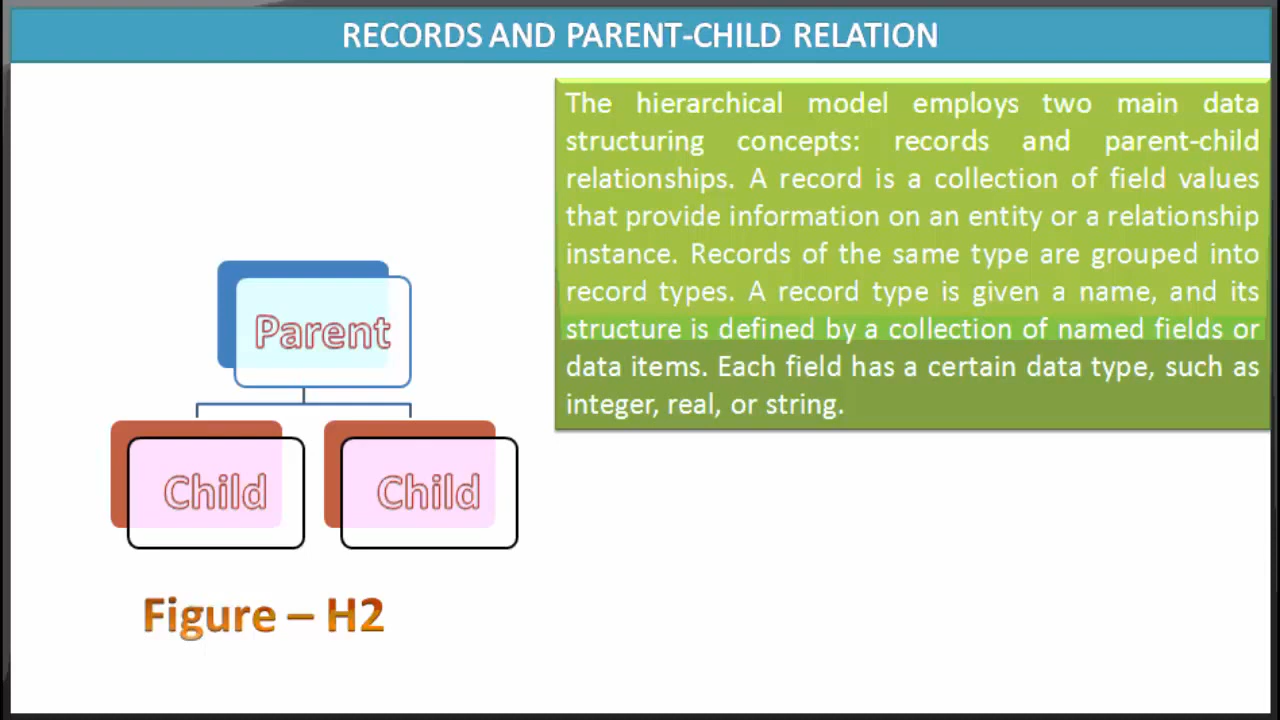 RECORDS AND PARENT-CHILD RELATION
The hierarchical model employs two main data
structuring concepts: records and parent-child
relationships. A record is a collection of field values
that provide information on an entity or a relationship
instance. Records of the same type are grouped into
record types. A record type is given a name, and its
structure is defined by a collection of named fields or
data items. Each field has a certain data type, such as
integer, real, or string.
Parent
Child Child
Figure – H2